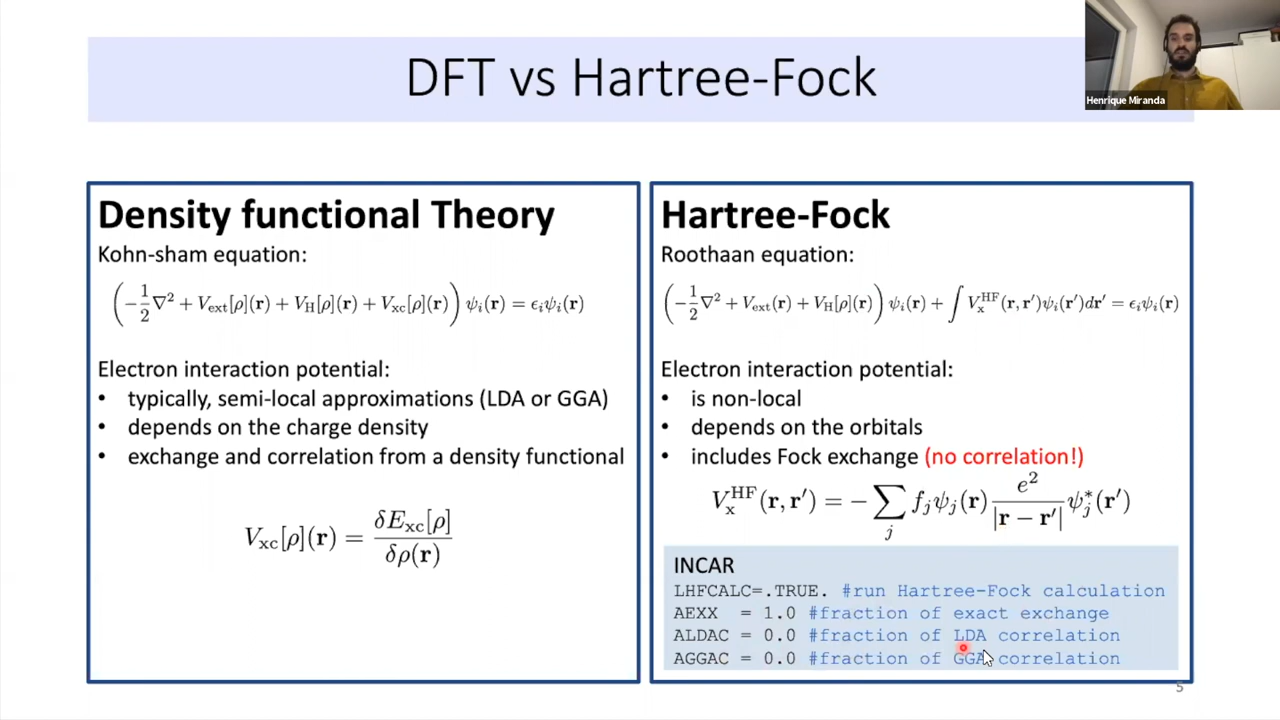 DFT vs Hartree-Fock
Henrique Miranda
Density functional Theory
Kohn-sham equation:
(-1/2 ∇² + V_ext[ρ](r) + V_H[ρ](r) + V_xc[ρ](r)) ψ_i(r) = ϵ_i ψ_i(r)
Electron interaction potential:
• typically, semi-local approximations (LDA or GGA)
• depends on the charge density
• exchange and correlation from a density functional
V_xc[ρ](r) = δE_xc[ρ] / δρ(r)
Hartree-Fock
Roothaan equation:
(-1/2 ∇² + V_ext(r) + V_H[ρ](r)) ψ_i(r) + ∫ V_x^HF(r, r′) ψ_i(r′) dr′ = ϵ_i ψ_i(r)
Electron interaction potential:
• is non-local
• depends on the orbitals
• includes Fock exchange (no correlation!)
V_x^HF(r, r′) = − ∑_j f_j ψ_j(r) e² / |r − r′| ψ_j^*(r′)
INCAR
LHFCALC=.TRUE. #run Hartree-Fock calculation
AEXX = 1.0 #fraction of exact exchange
ALDAC = 0.0 #fraction of LDA correlation
AGGAC = 0.0 #fraction of GGA correlation
5